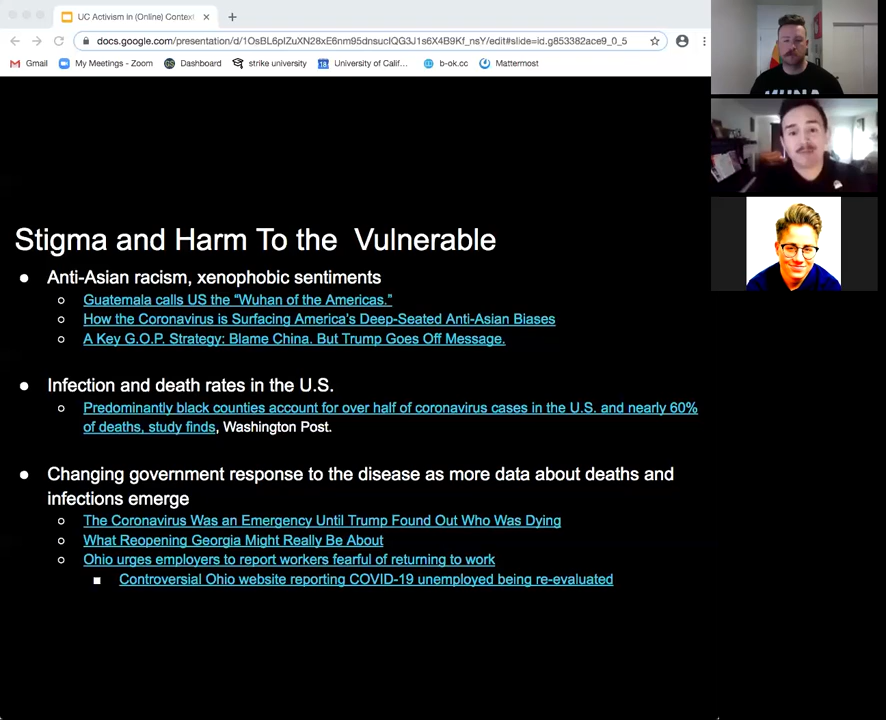 UC Activism In (Online) Context
docs.google.com/presentation/d/1OsBL6pIZuXN28xE6nm95dnsucIQG3J1s6X4B9Kf_nsY/edit#slide=id.g853382ace9_0_5
Gmail My Meetings - Zoom Dashboard strike university University of Calif... b-ok.cc Mattermost
Stigma and Harm To the Vulnerable
● Anti-Asian racism, xenophobic sentiments
○ Guatemala calls US the “Wuhan of the Americas.”
○ How the Coronavirus is Surfacing America’s Deep-Seated Anti-Asian Biases
○ A Key G.O.P. Strategy: Blame China. But Trump Goes Off Message.
● Infection and death rates in the U.S.
○ Predominantly black counties account for over half of coronavirus cases in the U.S. and nearly 60%
of deaths, study finds, Washington Post.
● Changing government response to the disease as more data about deaths and
infections emerge
○ The Coronavirus Was an Emergency Until Trump Found Out Who Was Dying
○ What Reopening Georgia Might Really Be About
○ Ohio urges employers to report workers fearful of returning to work
■ Controversial Ohio website reporting COVID-19 unemployed being re-evaluated